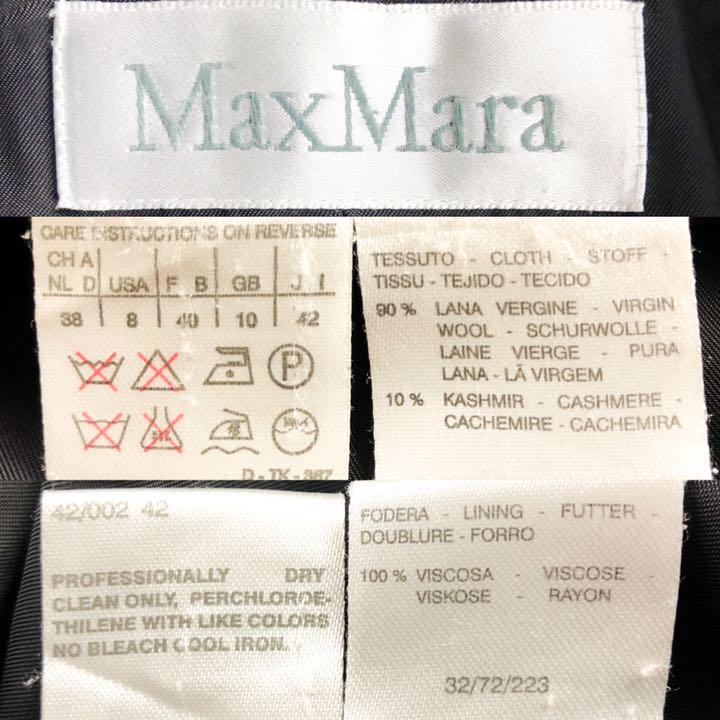 MaxMara
CARE INSTRUCTIONS ON REVERSE
CH A
NL D USA F B GB J I
38 8 40 10 42
P
D - TK - 387
TESSUTO - CLOTH - STOFF -
TISSU - TEJIDO - TECIDO
90 % LANA VERGINE - VIRGIN
WOOL - SCHURWOLLE -
LAINE VIERGE - PURA
LANA - LÃ VIRGEM
10 % KASHMIR - CASHMERE -
CACHEMIRE - CACHEMIRA
42/002 42
PROFESSIONALLY DRY
CLEAN ONLY, PERCHLOROE-
THILENE WITH LIKE COLORS
NO BLEACH COOL IRON.
FODERA - LINING - FUTTER -
DOUBLURE - FORRO
100 % VISCOSA - VISCOSE -
VISKOSE - RAYON
32/72/223